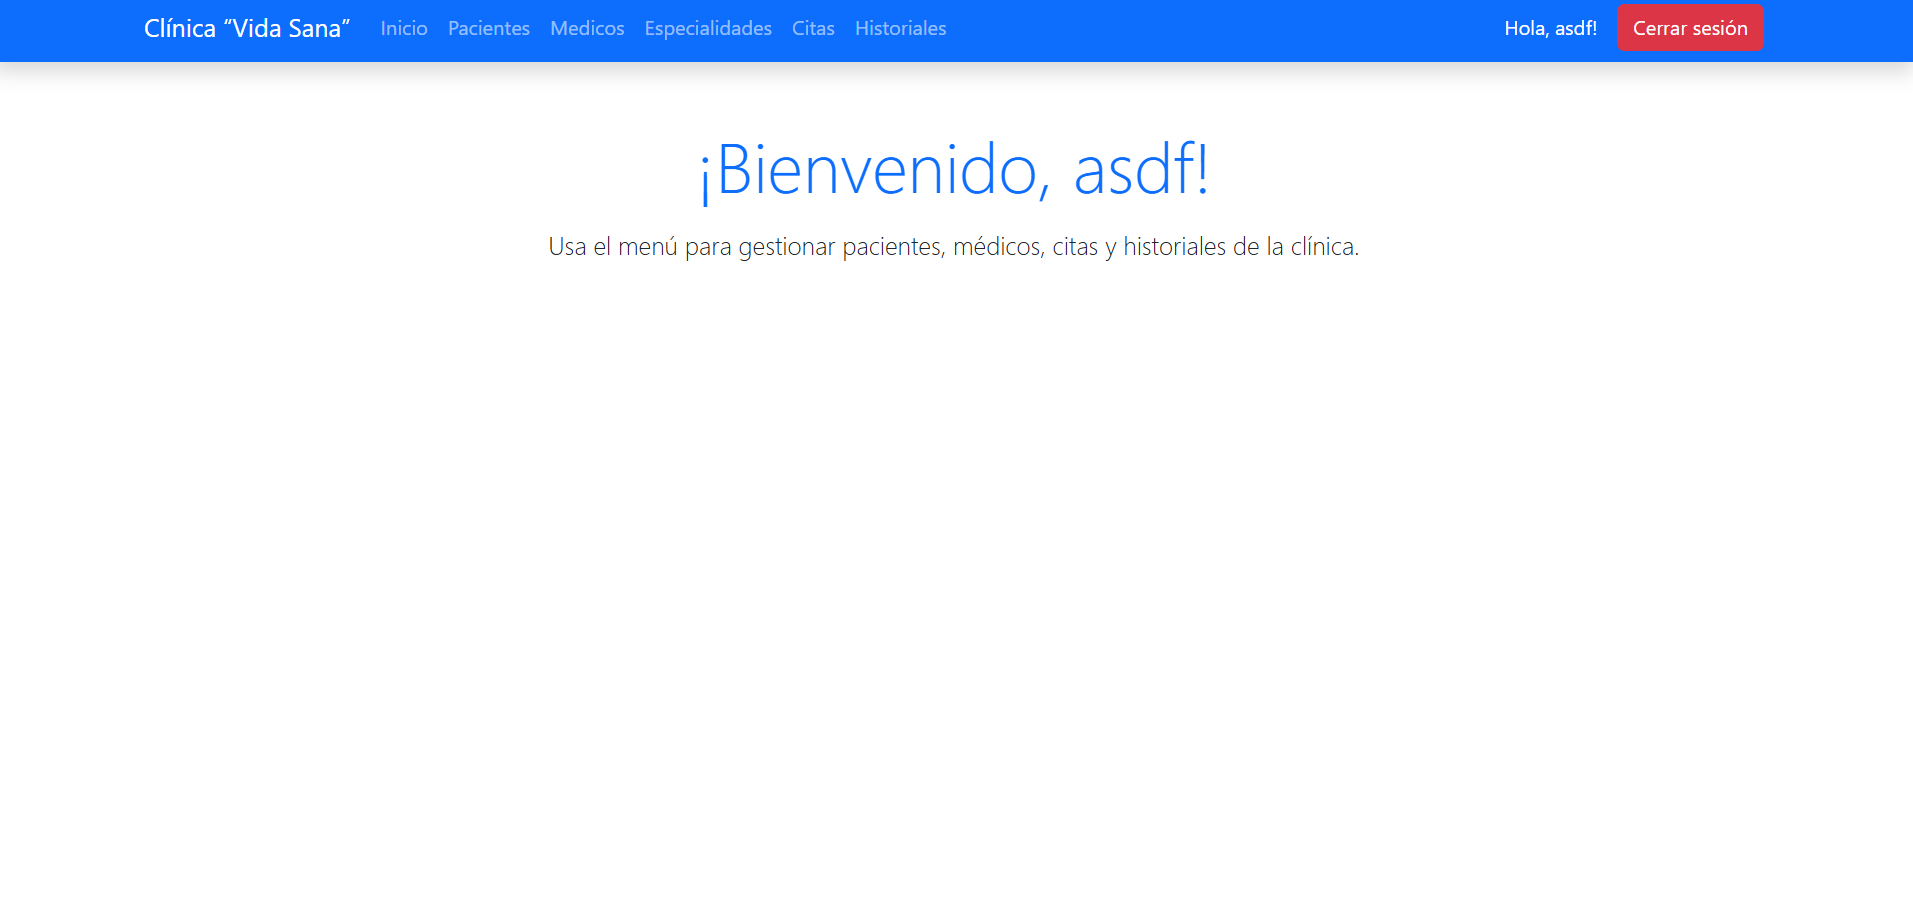 Clínica “Vida Sana” Inicio Pacientes Medicos Especialidades Citas Historiales Hola, asdf! Cerrar sesión
¡Bienvenido, asdf!
Usa el menú para gestionar pacientes, médicos, citas y historiales de la clínica.